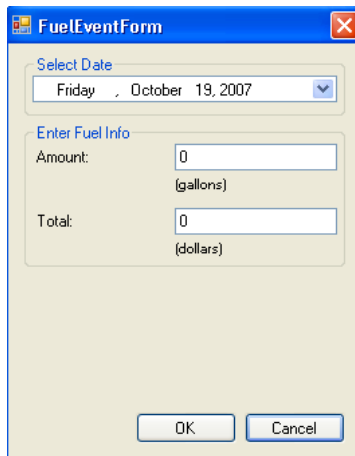 FuelEventForm
Select Date
Friday , October 19, 2007
Enter Fuel Info
Amount: 0
(gallons)
Total: 0
(dollars)
OK Cancel